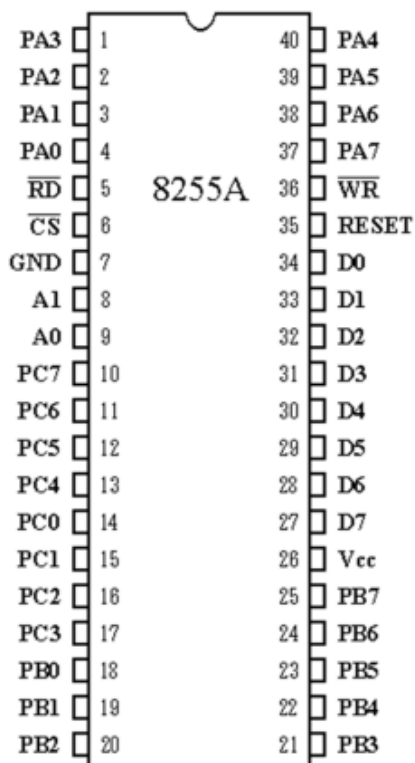 PA3 1 40 PA4
PA2 2 39 PA5
PA1 3 38 PA6
PA0 4 37 PA7
R̅D̅ 5 8255A 36 W̅R̅
C̅S̅ 6 35 RESET
GND 7 34 D0
A1 8 33 D1
A0 9 32 D2
PC7 10 31 D3
PC6 11 30 D4
PC5 12 29 D5
PC4 13 28 D6
PC0 14 27 D7
PC1 15 26 Vcc
PC2 16 25 PB7
PC3 17 24 PB6
PB0 18 23 PB5
PB1 19 22 PB4
PB2 20 21 PB3